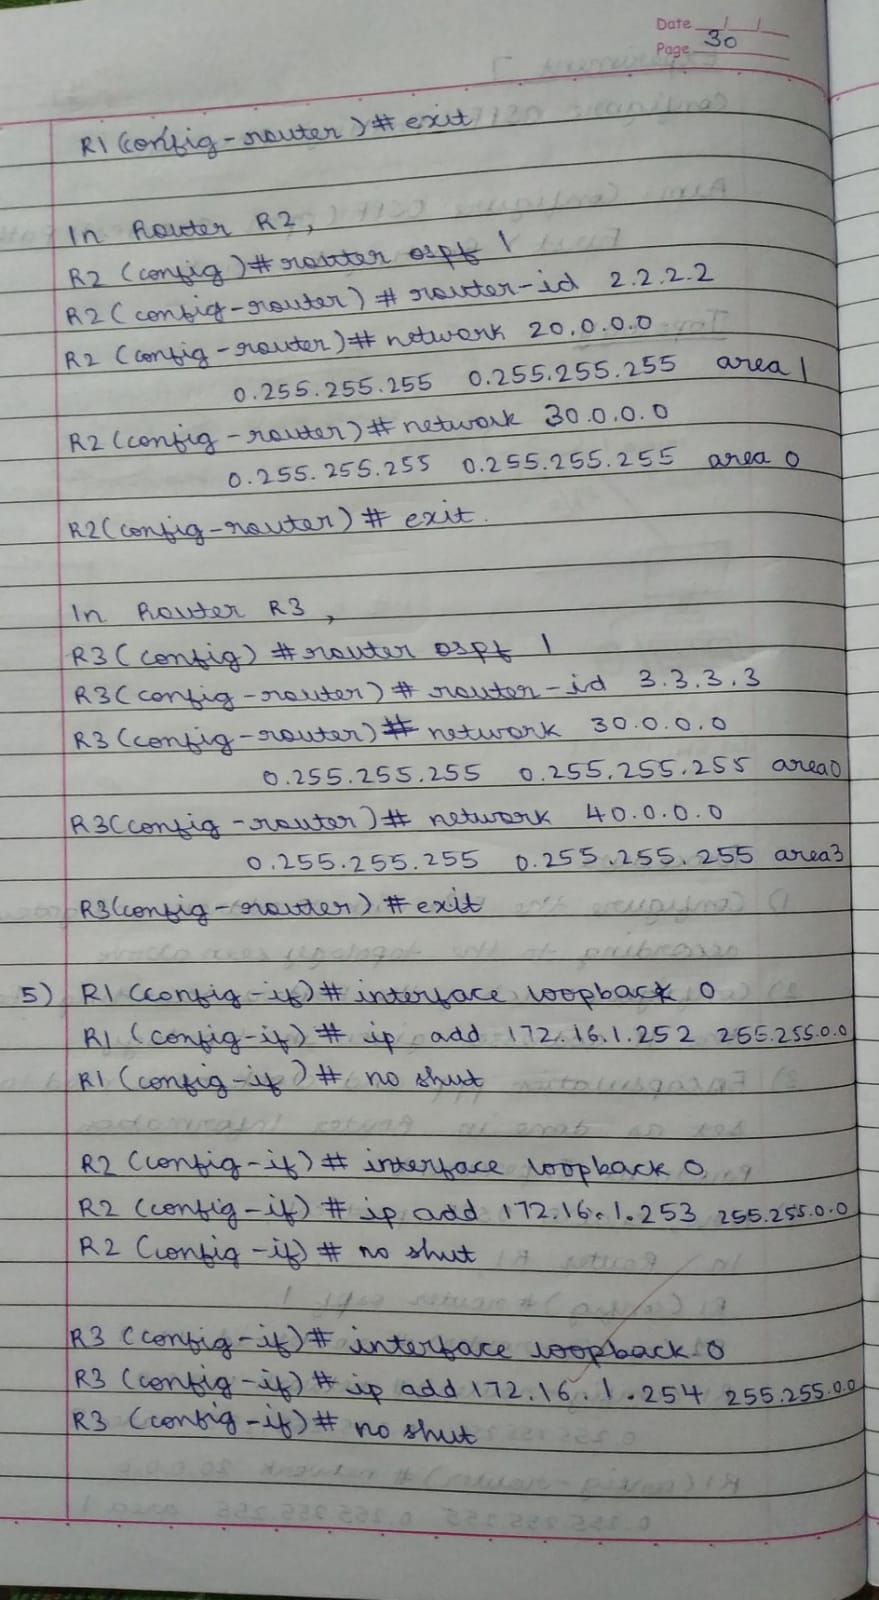 Date / /
Page 30
R1(config-router)# exit
In Router R2,
R2 (config)# router ospf 1
R2(config-router)# router-id 2.2.2.2
R2 (config-router)# network 20.0.0.0
0.255.255.255 0.255.255.255 area 1
R2(config-router)# network 30.0.0.0
0.255.255.255 0.255.255.255 area 0
R2(config-router)# exit.
In Router R3,
R3(config)# router ospf 1
R3(config-router)# router-id 3.3.3.3
R3(config-router)# network 30.0.0.0
0.255.255.255 0.255.255.255 area0
R3(config-router)# network 40.0.0.0
0.255.255.255 0.255.255.255 area3
R3(config-router)# exit
5) R1 (config-if)# interface loopback 0
R1 (config-if)# ip add 172.16.1.252 255.255.0.0
R1 (config-if)# no shut
R2 (config-if)# interface loopback 0
R2 (config-if)# ip add 172.16.1.253 255.255.0.0
R2 (config-if)# no shut
R3 (config-if)# interface loopback 0
R3 (config-if)# ip add 172.16.1.254 255.255.0.0
R3 (config-if)# no shut